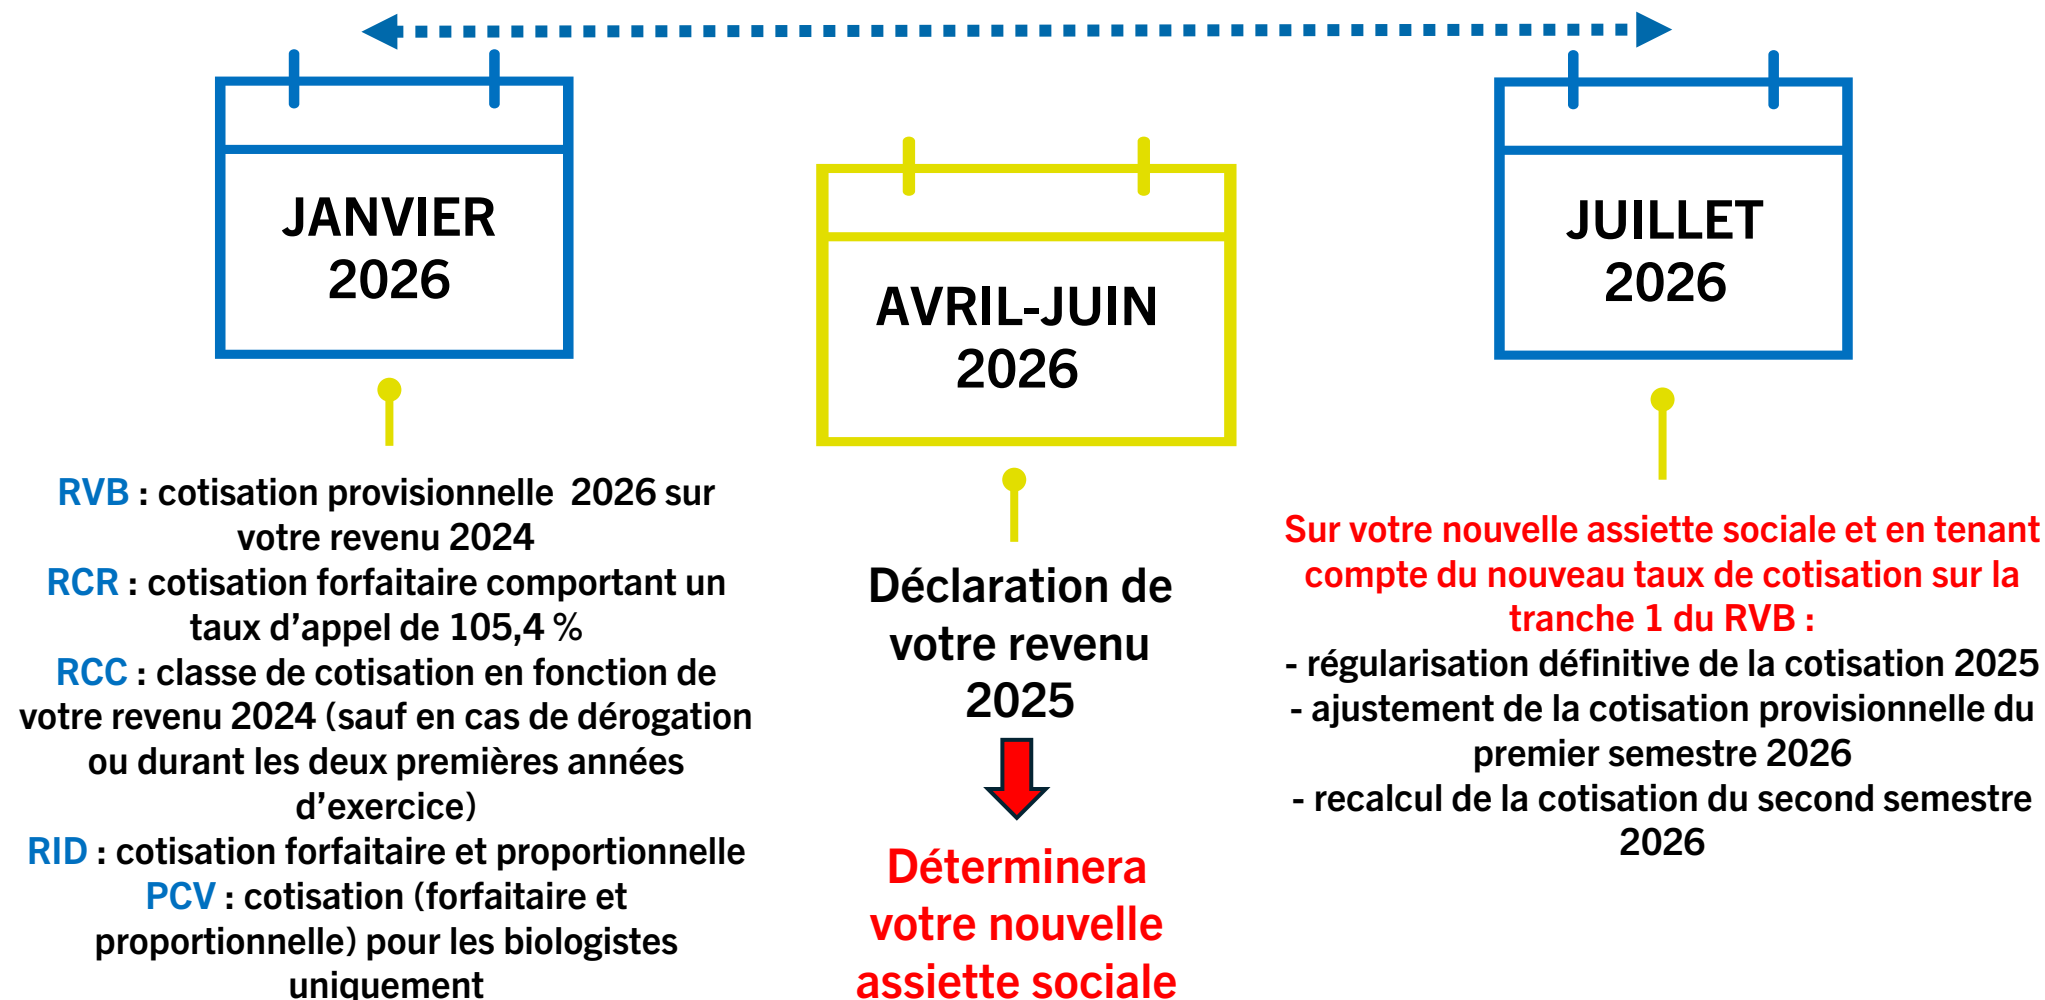 JANVIER
2026
RVB : cotisation provisionnelle 2026 sur
votre revenu 2024
RCR : cotisation forfaitaire comportant un
taux d’appel de 105,4 %
RCC : classe de cotisation en fonction de
votre revenu 2024 (sauf en cas de dérogation
ou durant les deux premières années
d’exercice)
RID : cotisation forfaitaire et proportionnelle
PCV : cotisation (forfaitaire et
proportionnelle) pour les biologistes
uniquement
AVRIL-JUIN
2026
Déclaration de
votre revenu
2025
Déterminera
votre nouvelle
assiette sociale
JUILLET
2026
Sur votre nouvelle assiette sociale et en tenant
compte du nouveau taux de cotisation sur la
tranche 1 du RVB :
- régularisation définitive de la cotisation 2025
- ajustement de la cotisation provisionnelle du
premier semestre 2026
- recalcul de la cotisation du second semestre
2026